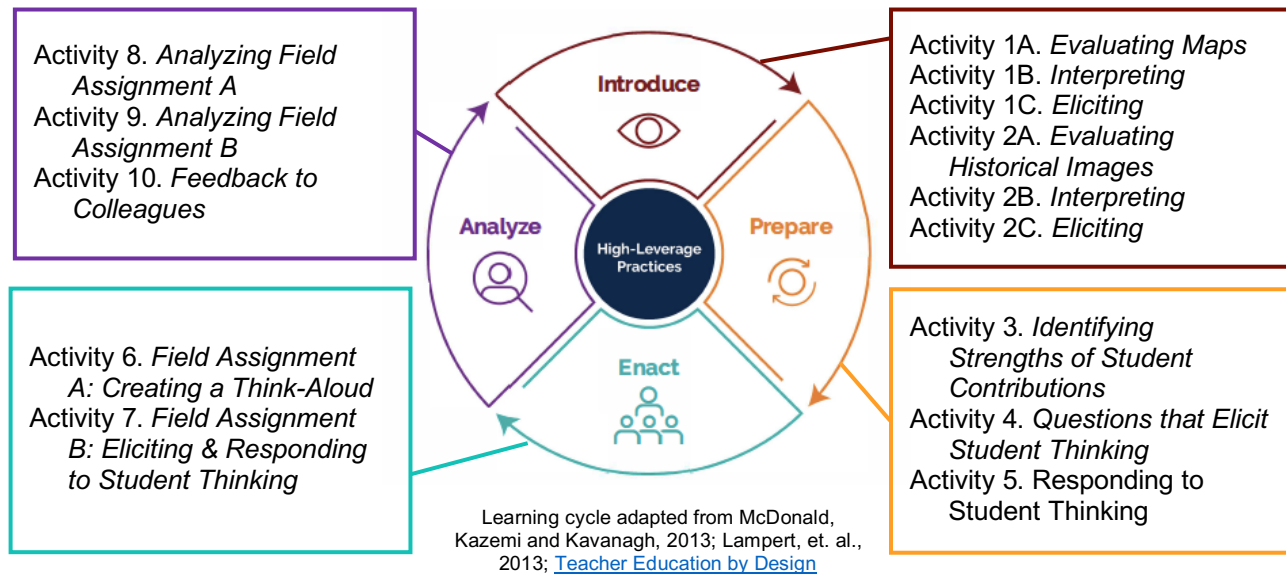 Activity 8. Analyzing Field
Assignment A
Activity 9. Analyzing Field
Assignment B
Activity 10. Feedback to
Colleagues
Introduce
Activity 1A. Evaluating Maps
Activity 1B. Interpreting
Activity 1C. Eliciting
Activity 2A. Evaluating
Historical Images
Activity 2B. Interpreting
Activity 2C. Eliciting
Analyze
High-Leverage
Practices
Prepare
Activity 6. Field Assignment
A: Creating a Think-Aloud
Activity 7. Field Assignment
B: Eliciting & Responding
to Student Thinking
Enact
Activity 3. Identifying
Strengths of Student
Contributions
Activity 4. Questions that Elicit
Student Thinking
Activity 5. Responding to
Student Thinking
Learning cycle adapted from McDonald,
Kazemi and Kavanagh, 2013; Lampert, et. al.,
2013; Teacher Education by Design